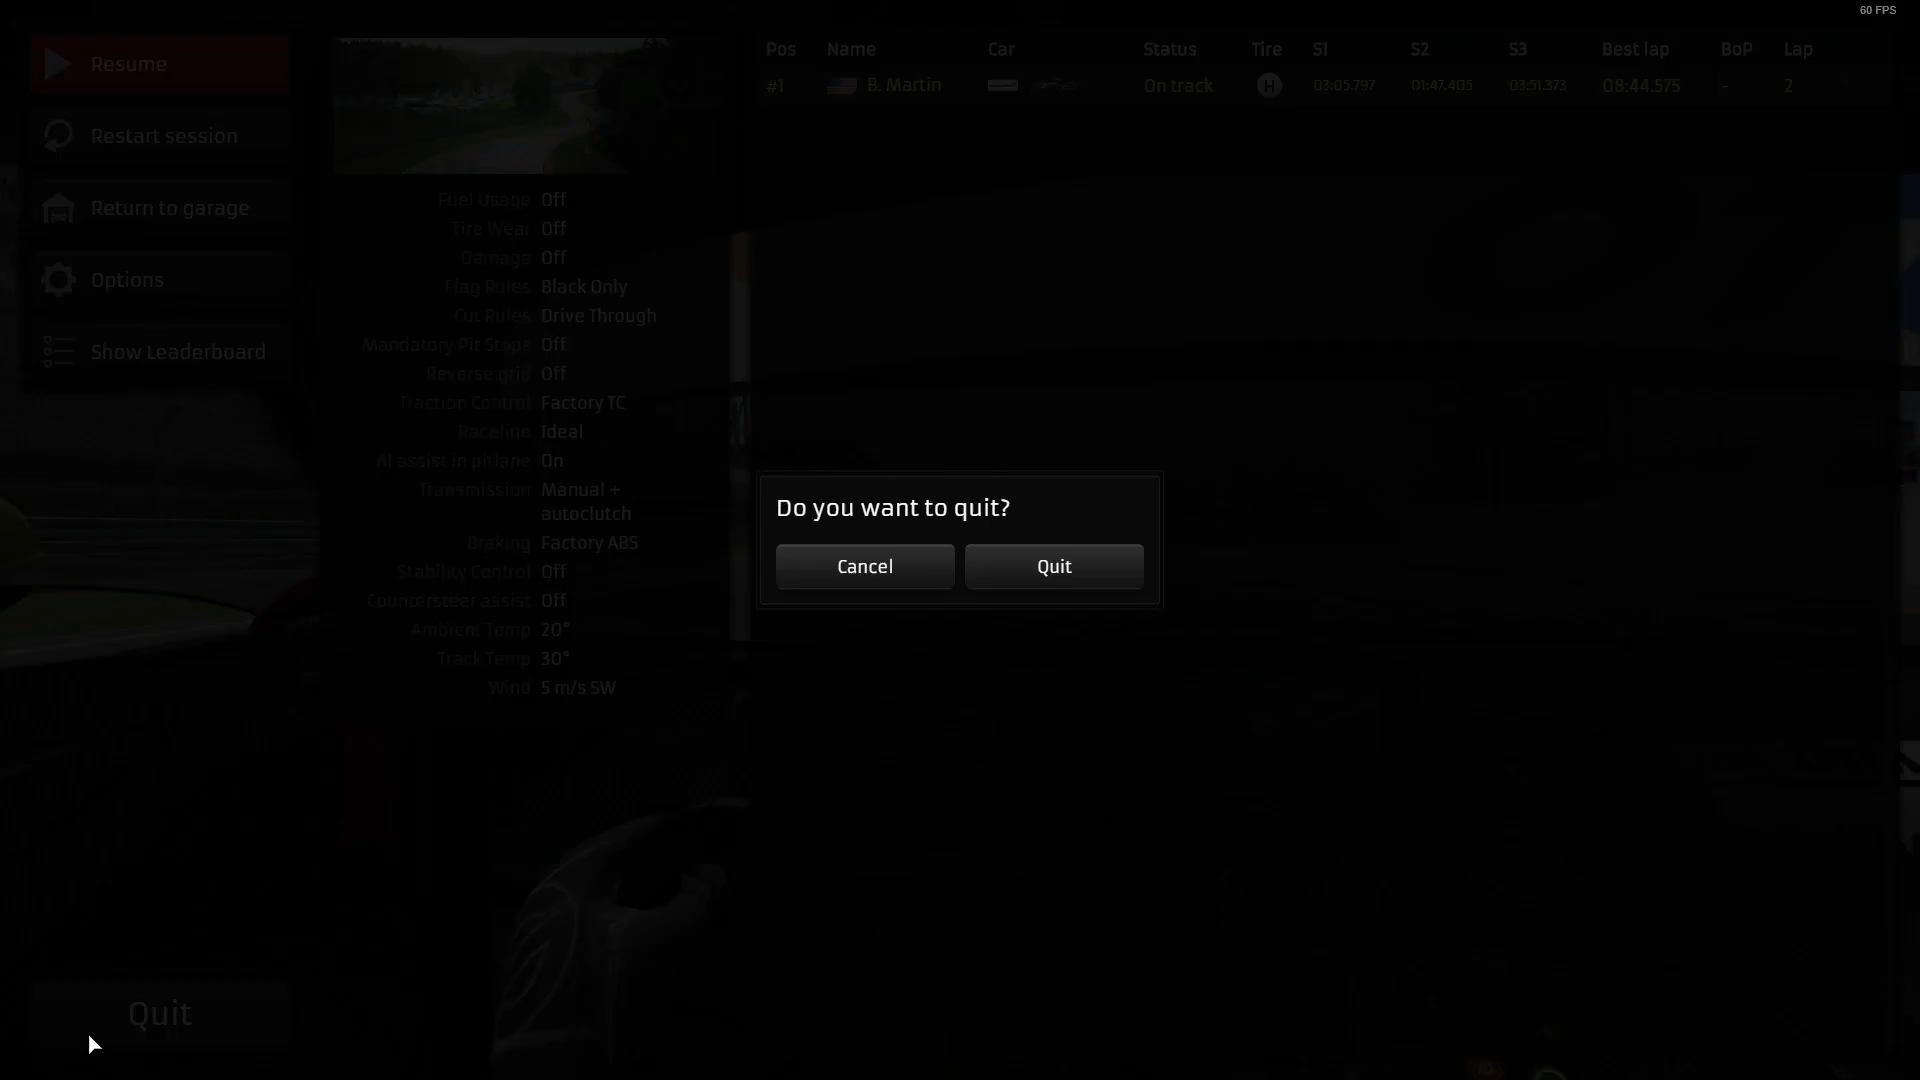 60 FPS
Resume
Restart session
Return to garage
Options
Show Leaderboard
Fuel Usage Off
Tire Wear Off
Damage Off
Flag Rules Black Only
Cut Rules Drive Through
Mandatory Pit Stops Off
Reverse grid Off
Traction Control Factory TC
Raceline Ideal
AI assist in pitlane On
Transmission Manual +
autoclutch
Braking Factory ABS
Stability Control Off
Countersteer assist Off
Ambient Temp 20°
Track Temp 30°
Wind 5 m/s SW
Pos Name Car Status Tire S1 S2 S3 Best lap BoP Lap
#1 B. Martin On track H 03:05.797 01:47.405 03:51.373 08:44.575 - 2
Do you want to quit?
Cancel Quit
Quit